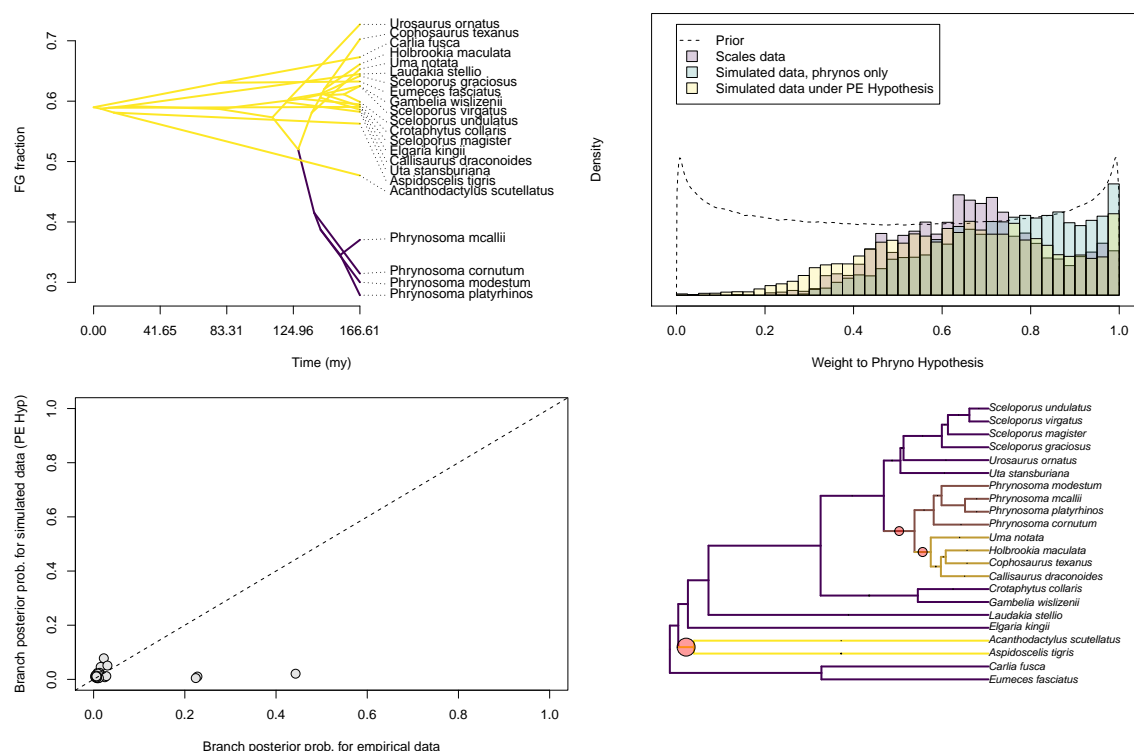 FG fraction
0.7
0.6
0.5
0.4
0.3
Urosaurus ornatus
Cophosaurus texanus
Carlia fusca
Holbrookia maculata
Uma notata
Laudakia stellio
Sceloporus graciosus
Eumeces fasciatus
Gambelia wislizenii
Sceloporus virgatus
Sceloporus undulatus
Crotaphytus collaris
Sceloporus magister
Elgaria kingii
Callisaurus draconoides
Uta stansburiana
Aspidoscelis tigris
Acanthodactylus scutellatus
Phrynosoma mcallii
Phrynosoma cornutum
Phrynosoma modestum
Phrynosoma platyrhinos
0.00 41.65 83.31 124.96 166.61
Time (my)
Density
Prior
Scales data
Simulated data, phrynos only
Simulated data under PE Hypothesis
0.0 0.2 0.4 0.6 0.8 1.0
Weight to Phryno Hypothesis
Branch posterior prob. for simulated data (PE Hyp)
1.0
0.8
0.6
0.4
0.2
0.0
0.0 0.2 0.4 0.6 0.8 1.0
Branch posterior prob. for empirical data
Sceloporus undulatus
Sceloporus virgatus
Sceloporus magister
Sceloporus graciosus
Urosaurus ornatus
Uta stansburiana
Phrynosoma modestum
Phrynosoma mcallii
Phrynosoma platyrhinos
Phrynosoma cornutum
Uma notata
Holbrookia maculata
Cophosaurus texanus
Callisaurus draconoides
Crotaphytus collaris
Gambelia wislizenii
Laudakia stellio
Elgaria kingii
Acanthodactylus scutellatus
Aspidoscelis tigris
Carlia fusca
Eumeces fasciatus